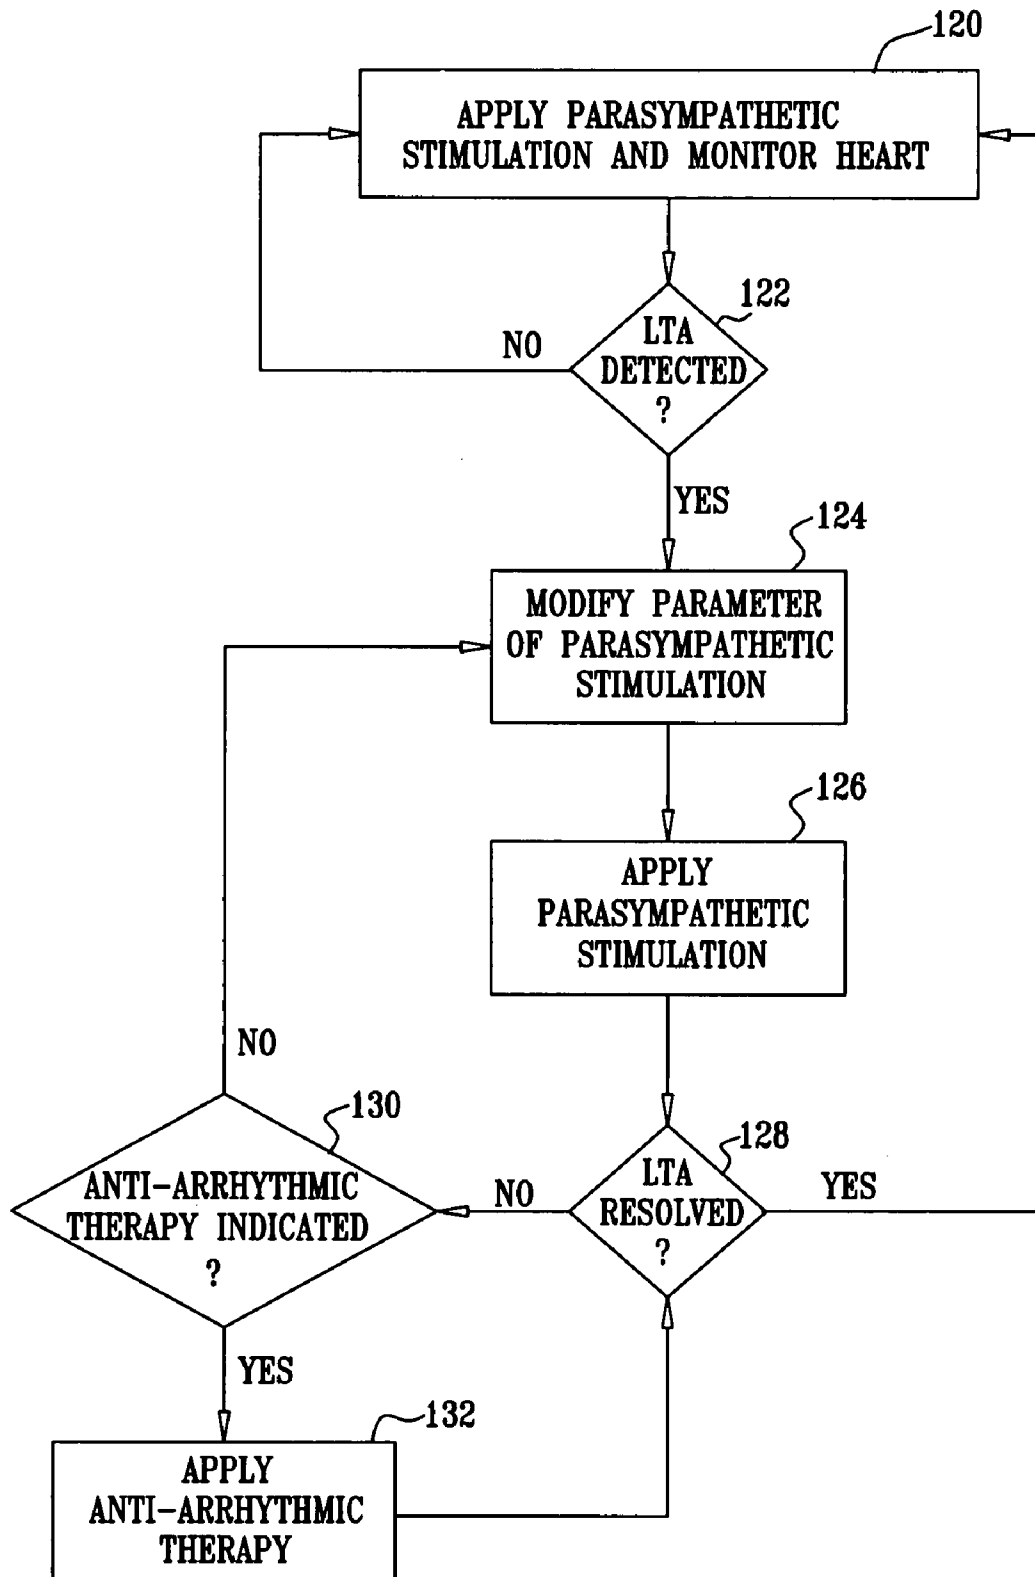 120
APPLY PARASYMPATHETIC
STIMULATION AND MONITOR HEART
122
LTA
DETECTED
?
NO
YES
124
MODIFY PARAMETER
OF PARASYMPATHETIC
STIMULATION
126
APPLY
PARASYMPATHETIC
STIMULATION
NO
130
ANTI-ARRHYTHMIC
THERAPY INDICATED
?
NO
128
LTA
RESOLVED
?
YES
YES
132
APPLY
ANTI-ARRHYTHMIC
THERAPY